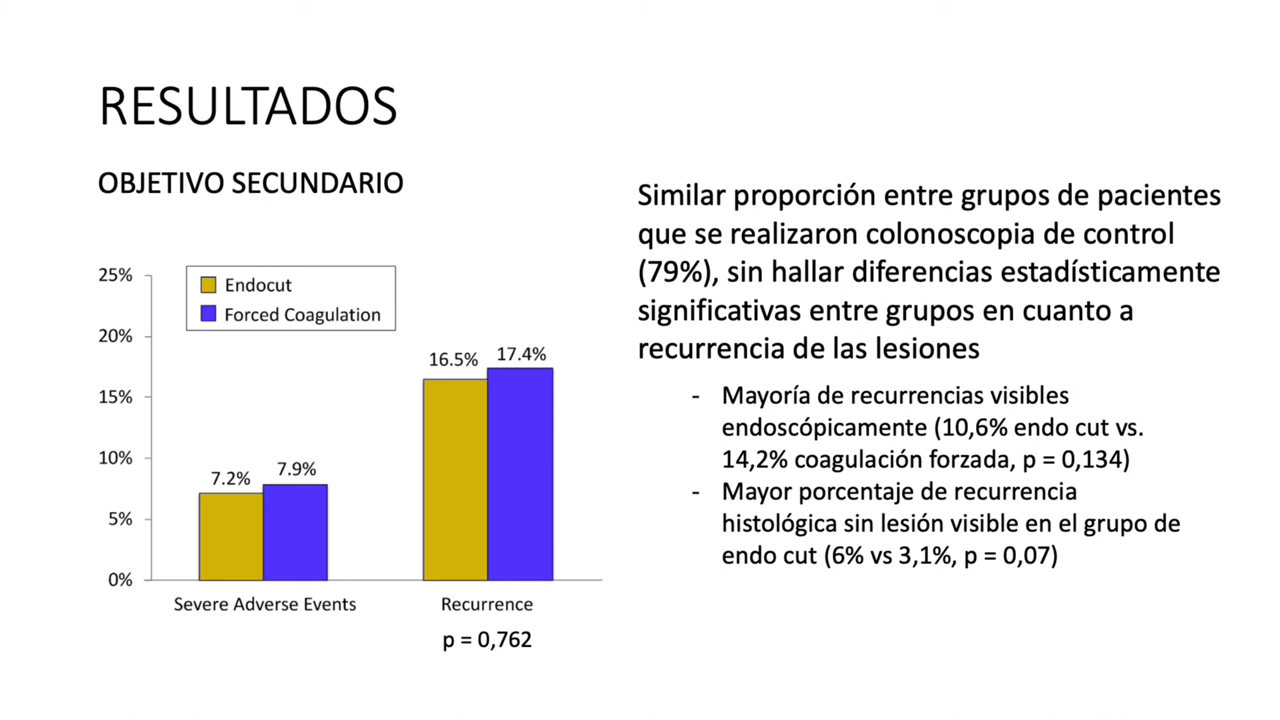 RESULTADOS
OBJETIVO SECUNDARIO
25%
20%
15%
10%
5%
0%
Endocut
Forced Coagulation
7.2%
7.9%
16.5%
17.4%
Severe Adverse Events
Recurrence
p = 0,762
Similar proporción entre grupos de pacientes
que se realizaron colonoscopia de control
(79%), sin hallar diferencias estadísticamente
significativas entre grupos en cuanto a
recurrencia de las lesiones
- Mayoría de recurrencias visibles
endoscópicamente (10,6% endo cut vs.
14,2% coagulación forzada, p = 0,134)
- Mayor porcentaje de recurrencia
histológica sin lesión visible en el grupo de
endo cut (6% vs 3,1%, p = 0,07)